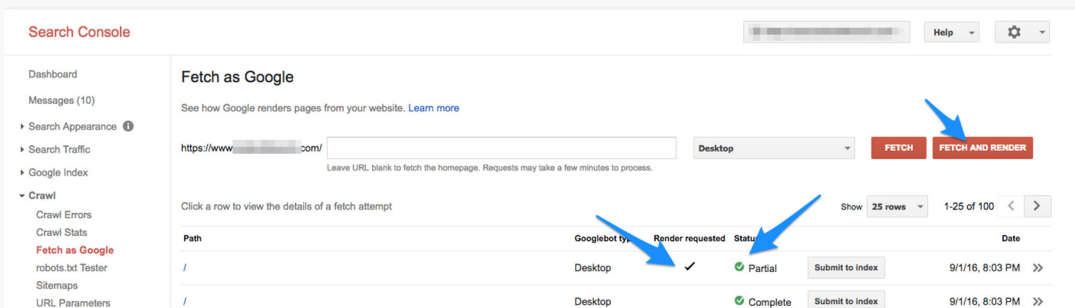 Search Console
Help
Dashboard
Messages (10)
Search Appearance
Search Traffic
Google Index
Crawl
Crawl Errors
Crawl Stats
Fetch as Google
robots.txt Tester
Sitemaps
URL Parameters
Fetch as Google
See how Google renders pages from your website. Learn more
https://www com/ Desktop FETCH FETCH AND RENDER
Leave URL blank to fetch the homepage. Requests may take a few minutes to process.
Click a row to view the details of a fetch attempt Show 25 rows 1-25 of 100
Path Googlebot Render requested Date
/ Desktop Partial Submit to index 9/1/16, 8:03 PM
/ Desktop Complete Submit to index 9/1/16, 8:03 PM